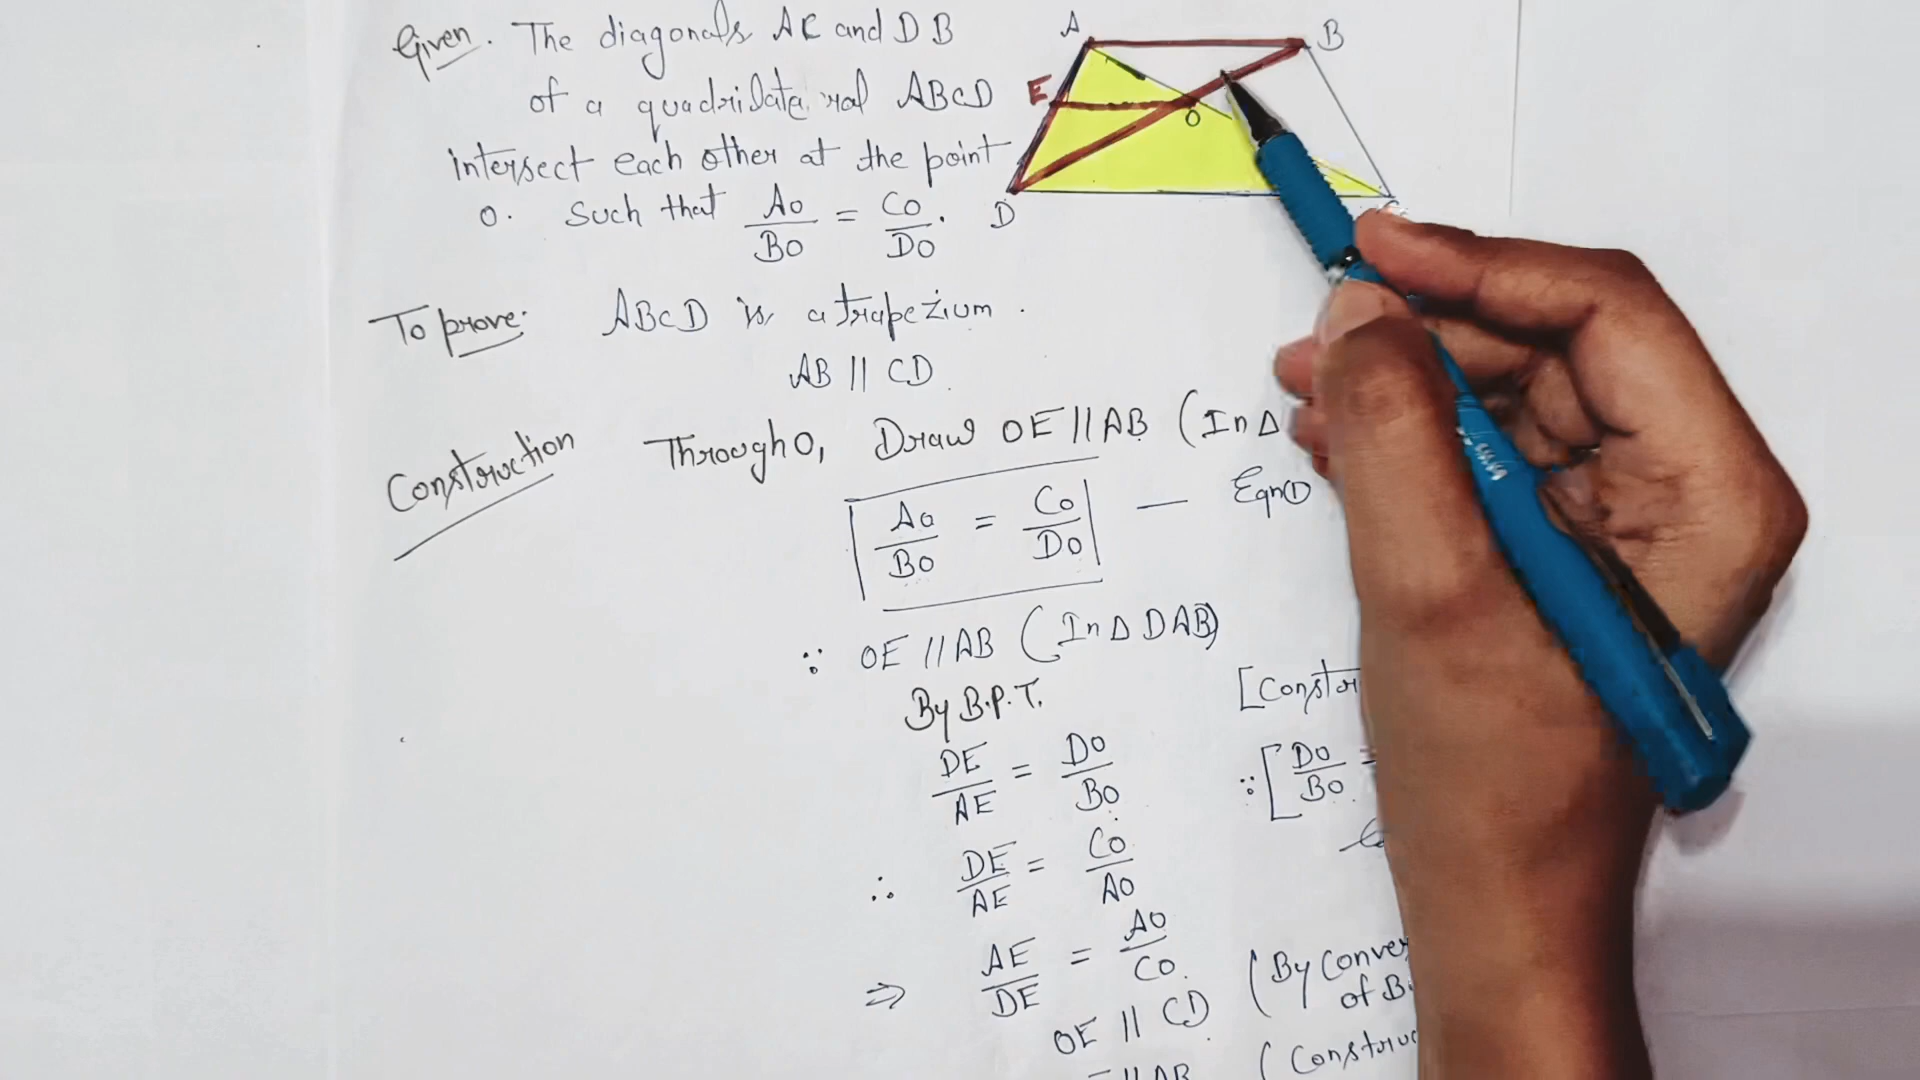 Given. The diagonals AC and DB
of a quadrilateral ABCD
intersect each other at the point
O. Such that AO/BO = CO/DO.
A
B
E
O
D
To prove: ABCD is a trapezium.
AB || CD.
Construction Through O, Draw OE || AB (In Δ
AO/BO = CO/DO — Eqn ①
∵ OE || AB (In Δ DAB)
By B.P.T. [Constr
DE/AE = DO/BO ∵ [DO/BO =
∴ DE/AE = CO/AO
⇒ AE/DE = AO/CO. (By Conver
of B.
OE || CD
|| AB (Construc